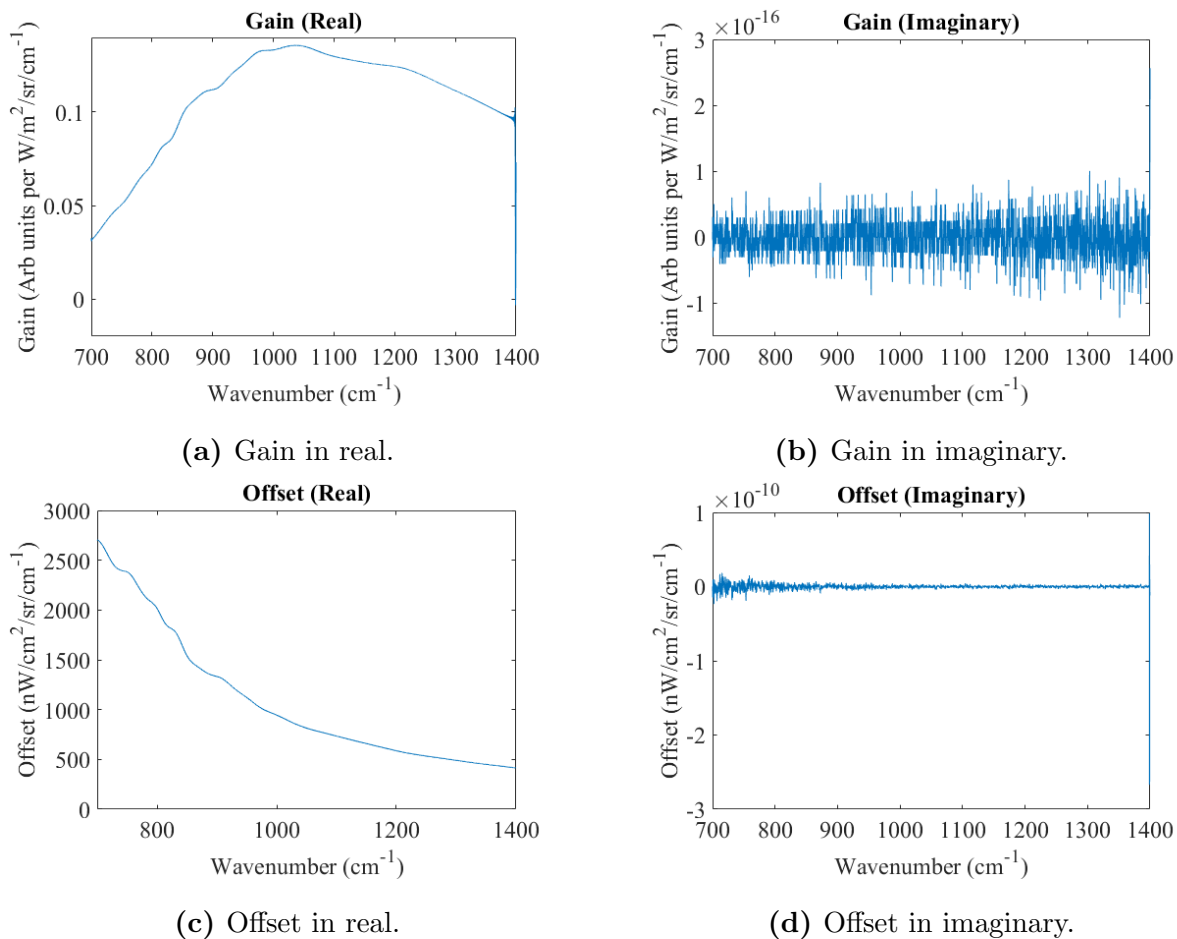 Gain (Real)
Gain (Arb units per W/m²/sr/cm⁻¹)
0.1
0.05
0
700 800 900 1000 1100 1200 1300 1400
Wavenumber (cm⁻¹)
(a) Gain in real.
×10⁻¹⁶ Gain (Imaginary)
Gain (Arb units per W/m²/sr/cm⁻¹)
3
2
1
0
-1
700 800 900 1000 1100 1200 1300 1400
Wavenumber (cm⁻¹)
(b) Gain in imaginary.
Offset (Real)
Offset (nW/cm²/sr/cm⁻¹)
3000
2500
2000
1500
1000
500
0
800 1000 1200 1400
Wavenumber (cm⁻¹)
(c) Offset in real.
×10⁻¹⁰ Offset (Imaginary)
Offset (nW/cm²/sr/cm⁻¹)
1
0
-1
-2
-3
700 800 900 1000 1100 1200 1300 1400
Wavenumber (cm⁻¹)
(d) Offset in imaginary.